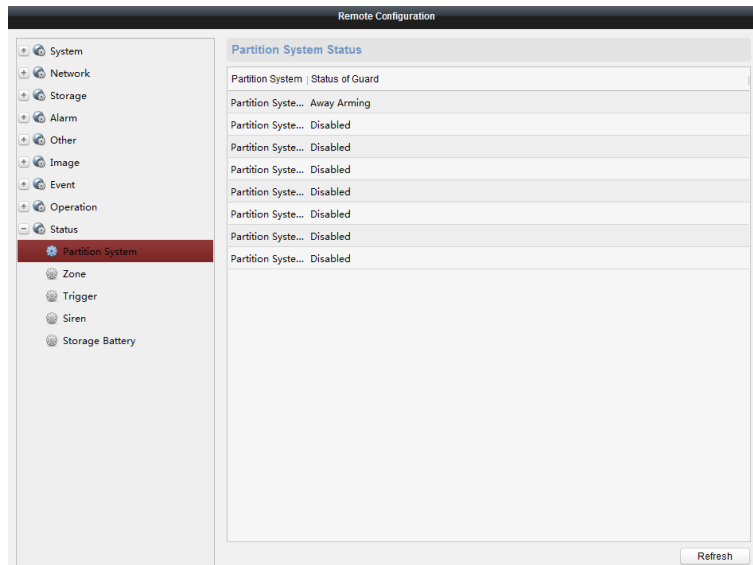 Remote Configuration
System
Network
Storage
Alarm
Other
Image
Event
Operation
Status
Partition System
Zone
Trigger
Siren
Storage Battery
Partition System Status
Partition System Status of Guard
Partition Syste... Away Arming
Partition Syste... Disabled
Partition Syste... Disabled
Partition Syste... Disabled
Partition Syste... Disabled
Partition Syste... Disabled
Partition Syste... Disabled
Partition Syste... Disabled
Refresh